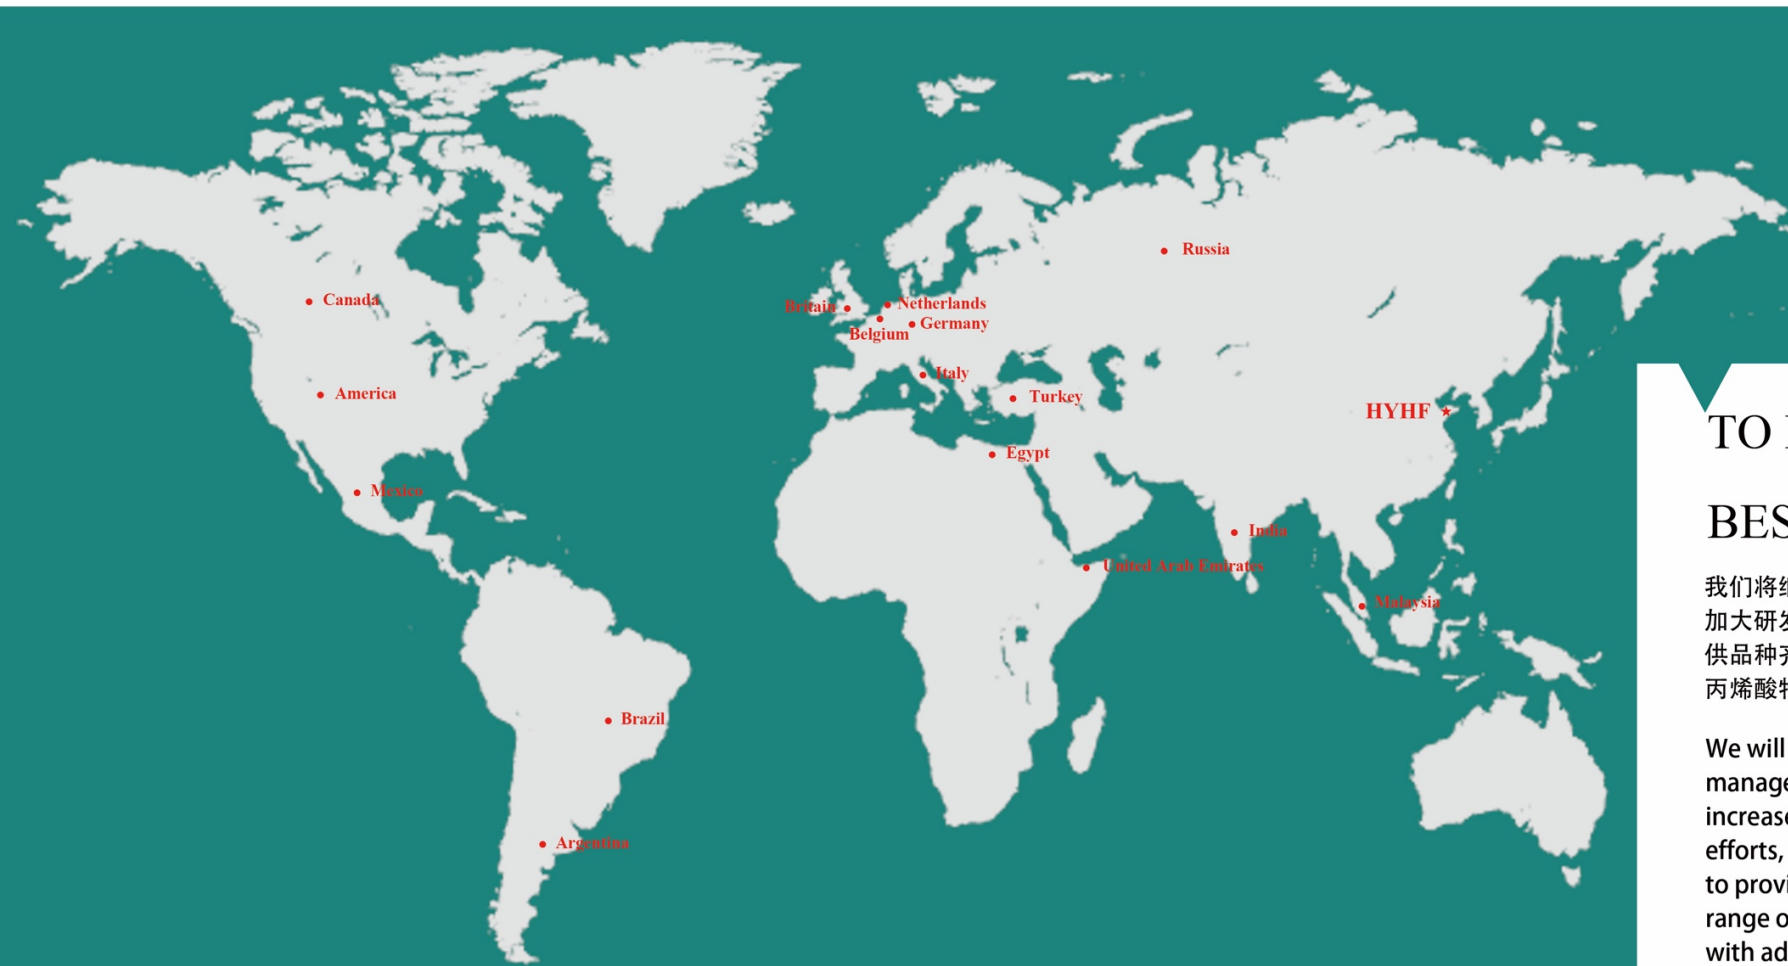 Russia
Canada
Britain
Netherlands
Germany
Belgium
Italy
America
Turkey
HYHF
Egypt
Mexico
India
United Arab Emirates
Malaysia
Brazil
Argentina
TO
BES
我们将
加大研
供品种
丙烯酸
We will
manage
increase
efforts,
to provi
range o
with ad